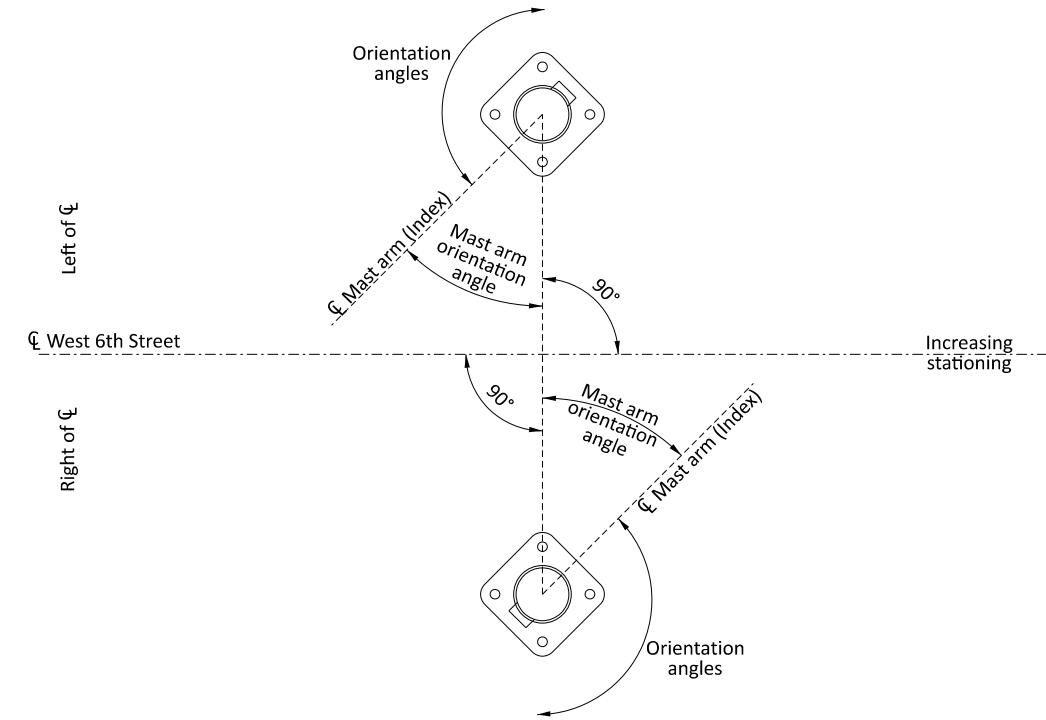 Orientation
angles
Left of ℄
℄ Mast arm (Index)
Mast arm
orientation
angle
90°
℄ West 6th Street
Increasing
stationing
90°
Mast arm
orientation
angle
Right of ℄
℄ Mast arm (Index)
Orientation
angles